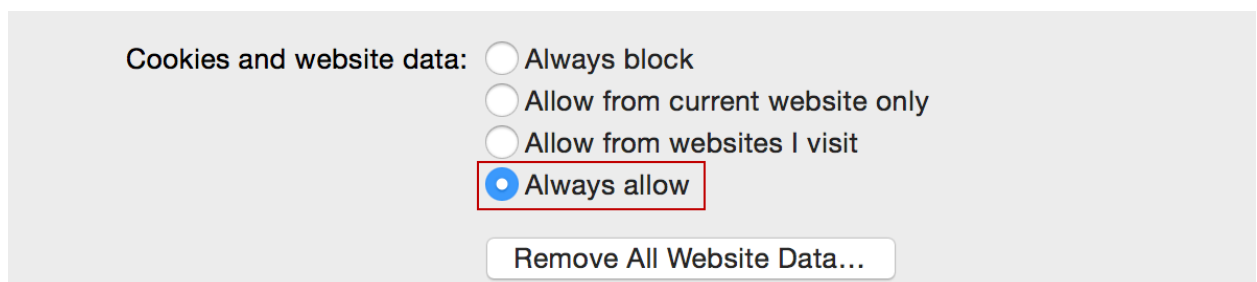 Cookies and website data: Always block
Allow from current website only
Allow from websites I visit
Always allow
Remove All Website Data...